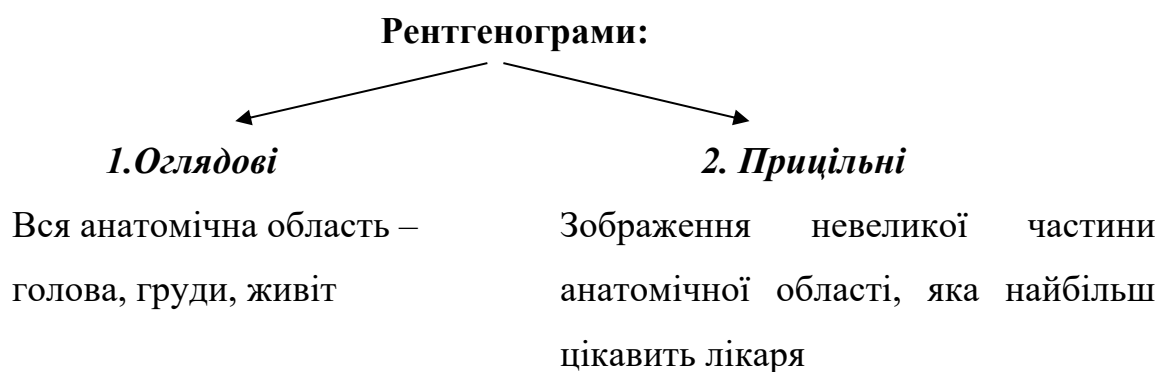 Рентгенограми:
1.Оглядові
Вся анатомічна область –
голова, груди, живіт
2. Прицільні
Зображення невеликої частини
анатомічної області, яка найбільш
цікавить лікаря